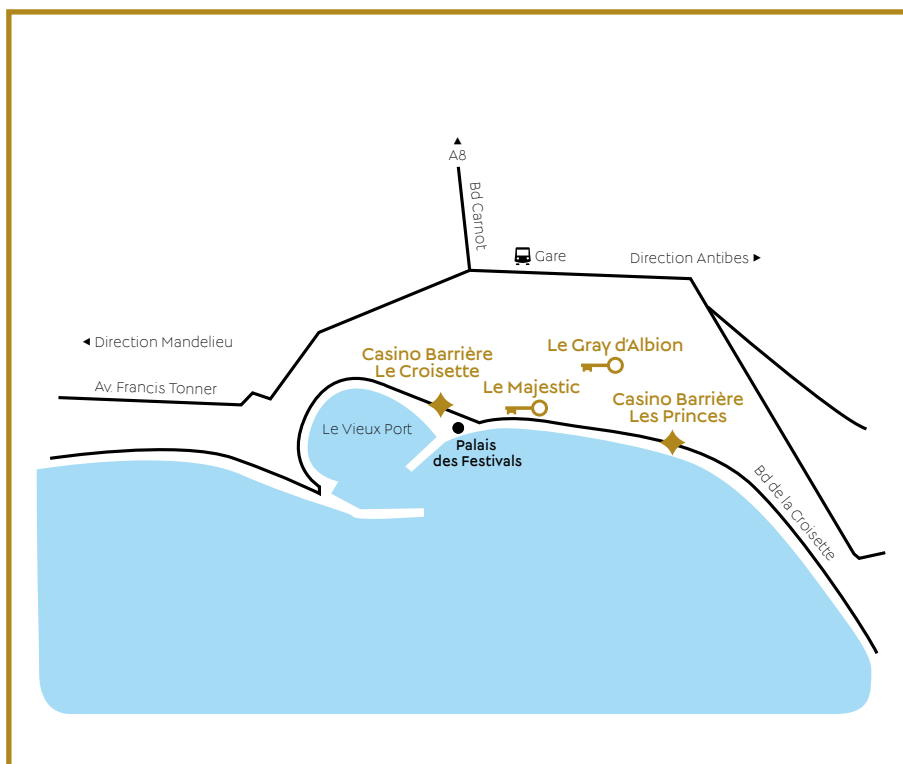 A8
Bd Carnot
Gare
Direction Antibes
Direction Mandelieu
Av. Francis Tonner
Casino Barrière
Le Croisette
Le Gray d'Albion
Le Majestic
Casino Barrière
Les Princes
Le Vieux Port
Palais
des Festivals
Bd de la Croisette